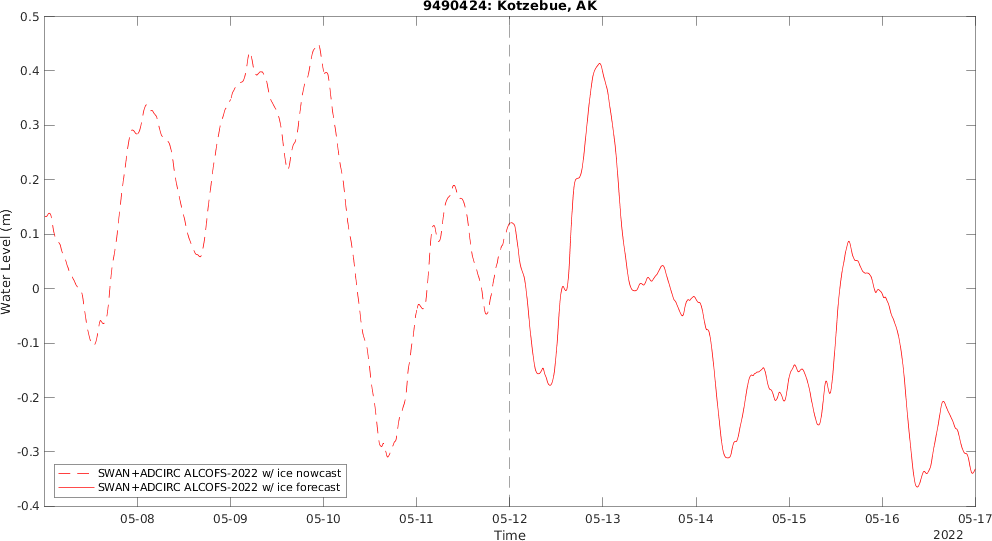 9490424: Kotzebue, AK
Water Level (m)
0.5
0.4
0.3
0.2
0.1
0
-0.1
-0.2
-0.3
-0.4
SWAN+ADCIRC ALCOFS-2022 w/ ice nowcast
SWAN+ADCIRC ALCOFS-2022 w/ ice forecast
05-08 05-09 05-10 05-11 05-12 05-13 05-14 05-15 05-16 05-17
Time
2022